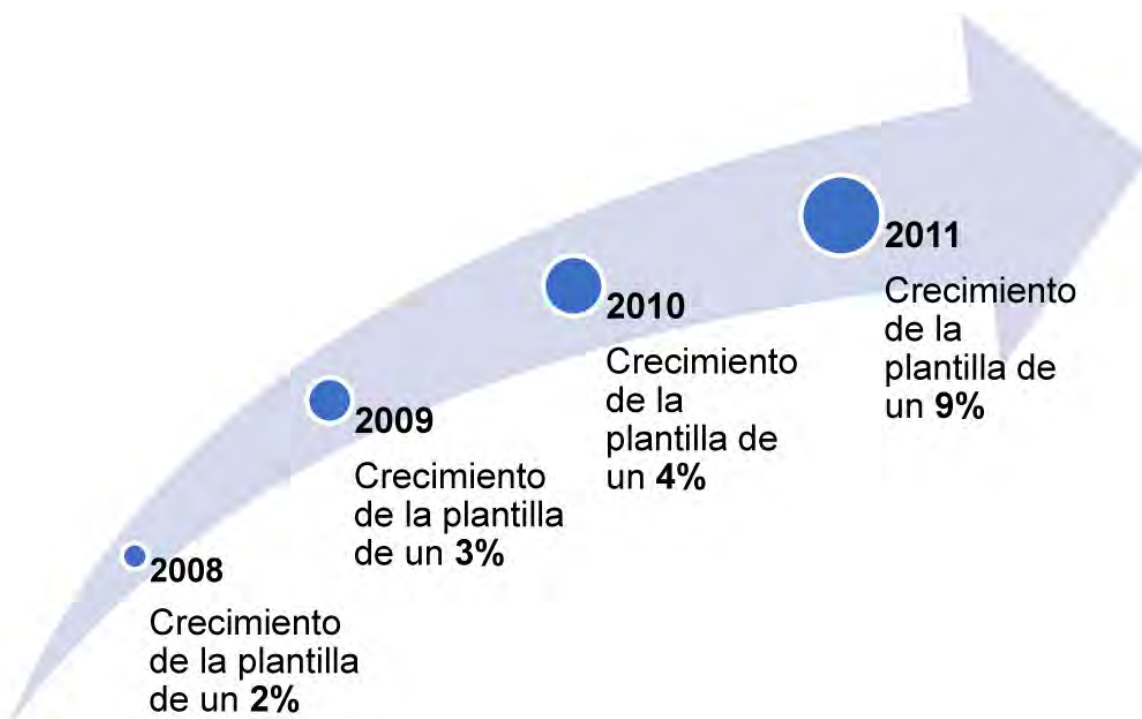 2008
Crecimiento
de la plantilla
de un 2%
2009
Crecimiento
de la plantilla
de un 3%
2010
Crecimiento
de la
plantilla de
un 4%
2011
Crecimiento
de la
plantilla de
un 9%